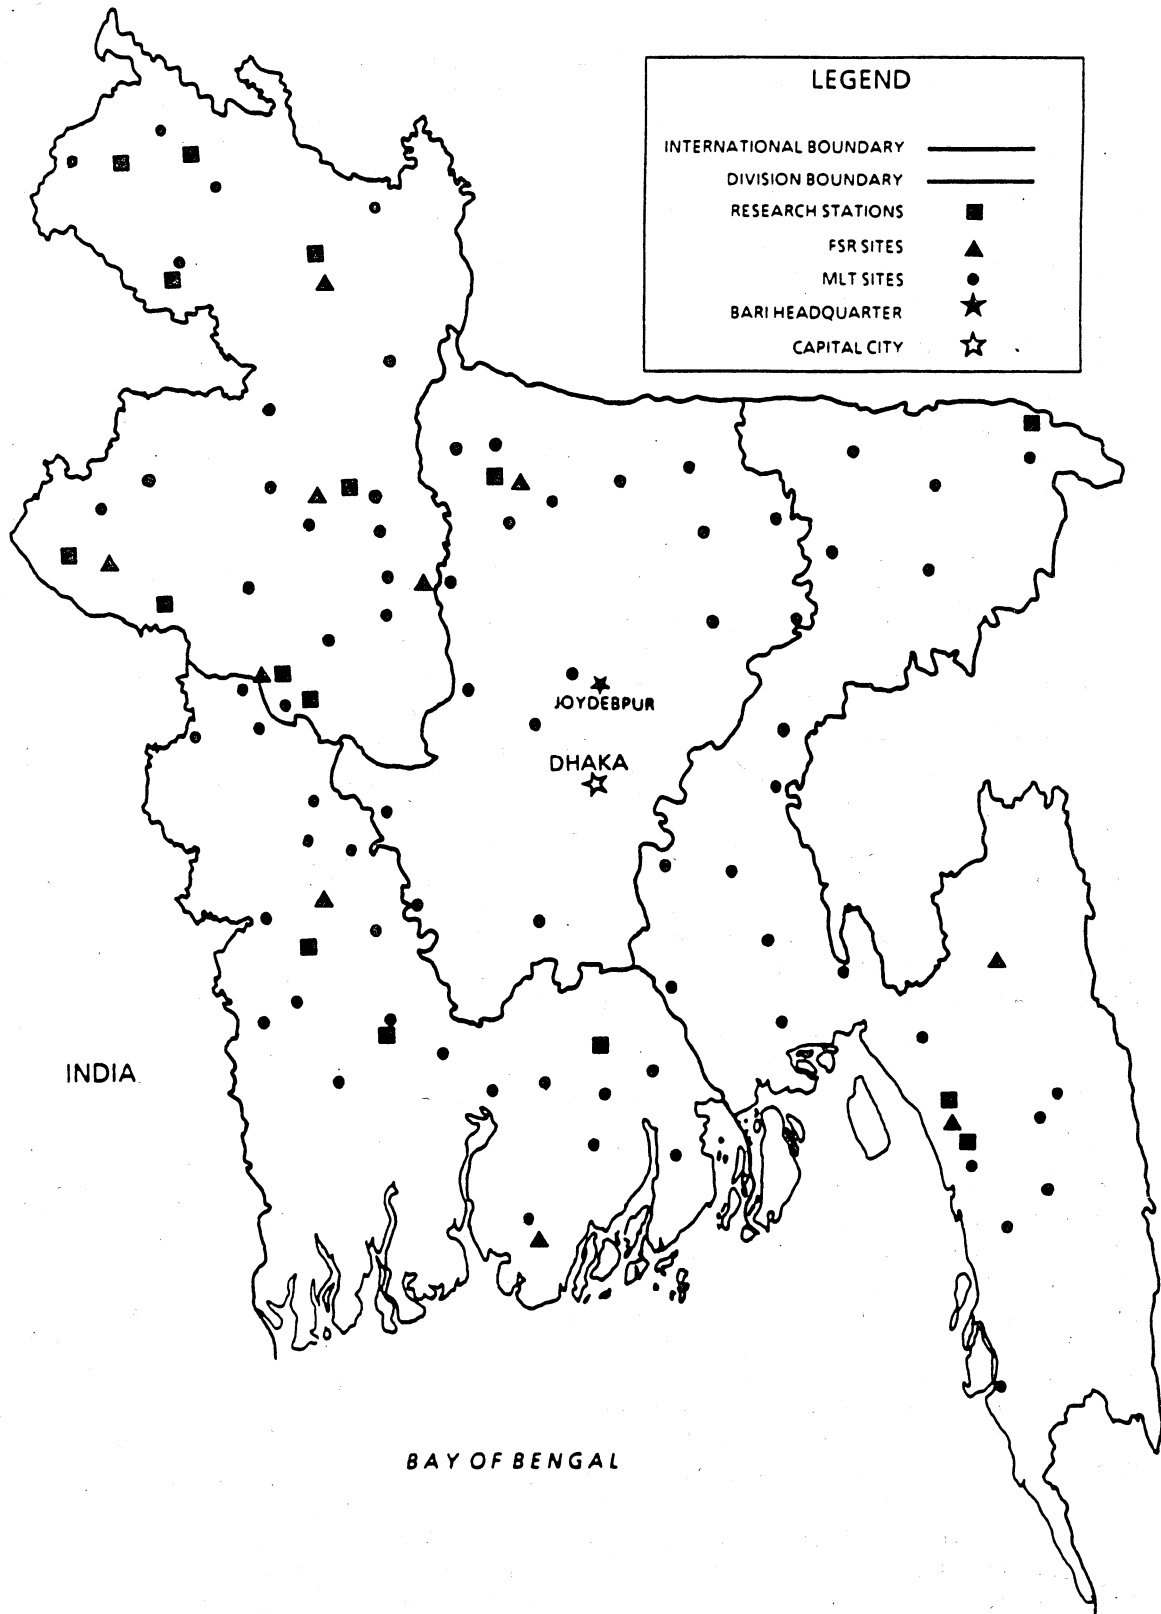 LEGEND
INTERNATIONAL BOUNDARY
DIVISION BOUNDARY
RESEARCH STATIONS
FSR SITES
MLT SITES
BARI HEADQUARTER
CAPITAL CITY
JOYDEBPUR
DHAKA
INDIA
BAY OF BENGAL